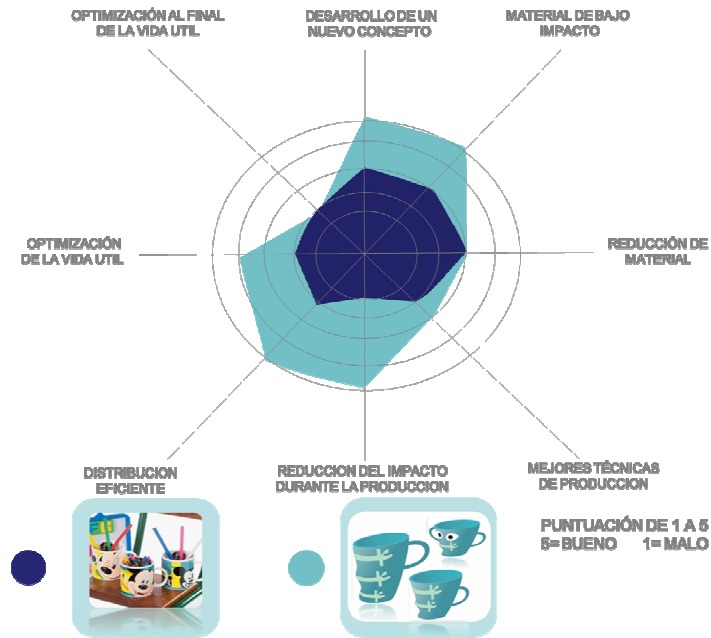 OPTIMIZACIÓN AL FINAL
DE LA VIDA UTIL
DESARROLLO DE UN
NUEVO CONCEPTO
MATERIAL DE BAJO
IMPACTO
OPTIMIZACIÓN
DE LA VIDA UTIL
REDUCCIÓN DE
MATERIAL
DISTRIBUCION
EFICIENTE
REDUCCION DEL IMPACTO
DURANTE LA PRODUCCION
MEJORES TÉCNICAS
DE PRODUCCION
PUNTUACIÓN DE 1 A 5
5= BUENO 1= MALO